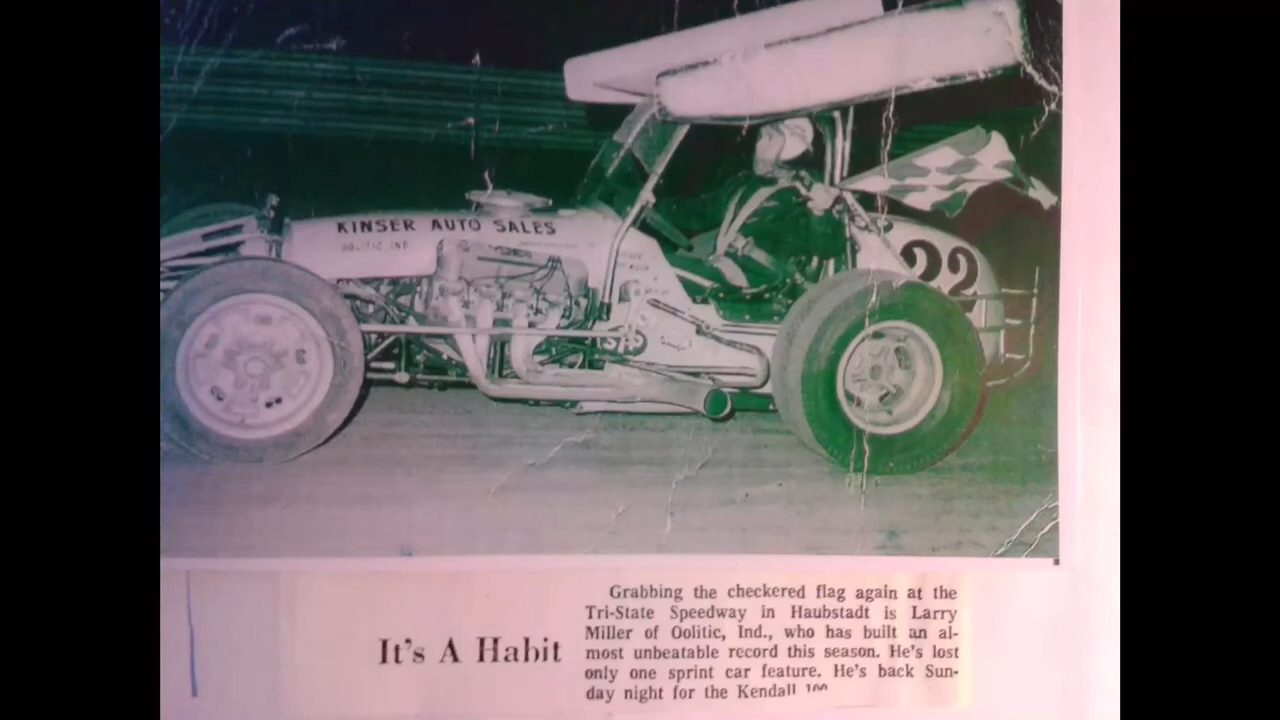 KINSER AUTO SALES
OOLITIC, IND.
22
STP
It's A Habit
Grabbing the checkered flag again at the
Tri-State Speedway in Haubstadt is Larry
Miller of Oolitic, Ind., who has built an al-
most unbeatable record this season. He's lost
only one sprint car feature. He's back Sun-
day night for the Kendall 100